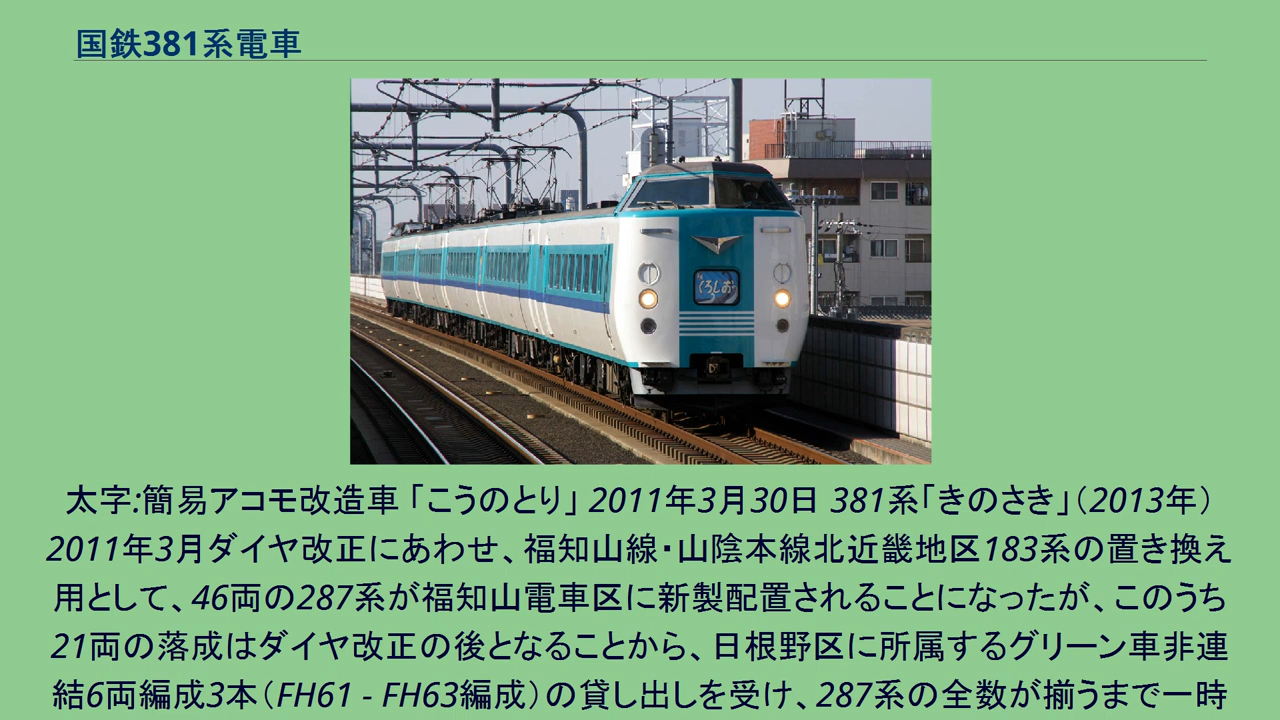 国鉄381系電車
くろしお
太字:簡易アコモ改造車 「こうのとり」 2011年3月30日 381系「きのさき」（2013年）
2011年3月ダイヤ改正にあわせ、福知山線・山陰本線北近畿地区183系の置き換え
用として、46両の287系が福知山電車区に新製配置されることになったが、このうち
21両の落成はダイヤ改正の後となることから、日根野区に所属するグリーン車非連
結6両編成3本（FH61 - FH63編成）の貸し出しを受け、287系の全数が揃うまで一時